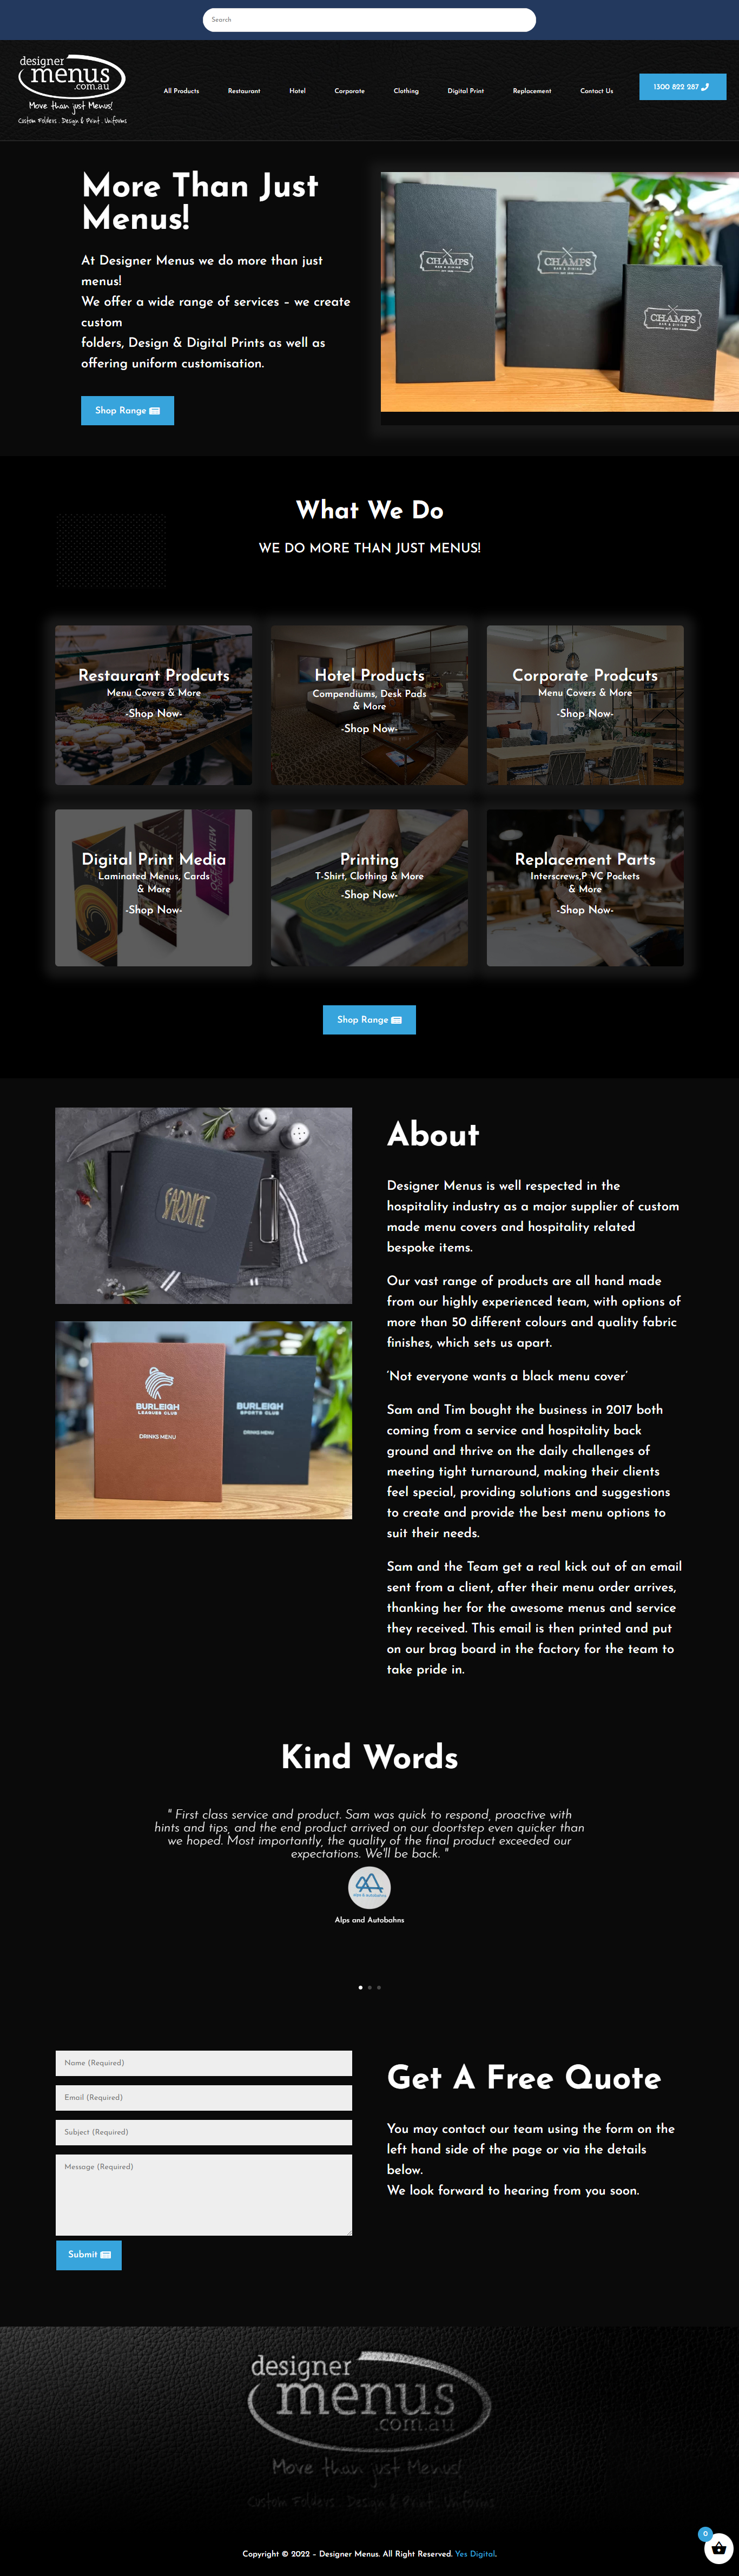 Search
designer
menus
.com.au
More than just Menus!
Custom Folders . Design & Print . Uniforms
All Products
Restaurant
Hotel
Corporate
Clothing
Digital Print
Replacement
Contact Us
1300 822 287
More Than Just
Menus!
At Designer Menus we do more than just
menus!
We offer a wide range of services – we create
custom
folders, Design & Digital Prints as well as
offering uniform customisation.
Shop Range
CHAMPS
BAR & DINING
CHAMPS
BAR & DINING
CHAMPS
BAR & DINING
What We Do
WE DO MORE THAN JUST MENUS!
Restaurant Prodcuts
Menu Covers & More
-Shop Now-
Hotel Products
Compendiums, Desk Pads
& More
-Shop Now-
Corporate Prodcuts
Menu Covers & More
-Shop Now-
Digital Print Media
Laminated Menus, Cards
& More
-Shop Now-
Printing
T-Shirt, Clothing & More
-Shop Now-
Replacement Parts
Interscrews,P VC Pockets
& More
-Shop Now-
Shop Range
SARDINE
BURLEIGH
LEAGUES CLUB
DRINKS MENU
BURLEIGH
SPORTS CLUB
DRINKS MENU
About
Designer Menus is well respected in the
hospitality industry as a major supplier of custom
made menu covers and hospitality related
bespoke items.
Our vast range of products are all hand made
from our highly experienced team, with options of
more than 50 different colours and quality fabric
finishes, which sets us apart.
'Not everyone wants a black menu cover'
Sam and Tim bought the business in 2017 both
coming from a service and hospitality back
ground and thrive on the daily challenges of
meeting tight turnaround, making their clients
feel special, providing solutions and suggestions
to create and provide the best menu options to
suit their needs.
Sam and the Team get a real kick out of an email
sent from a client, after their menu order arrives,
thanking her for the awesome menus and service
they received. This email is then printed and put
on our brag board in the factory for the team to
take pride in.
Kind Words
" First class service and product. Sam was quick to respond, proactive with
hints and tips, and the end product arrived on our doortstep even quicker than
we hoped. Most importantly, the quality of the final product exceeded our
expectations. We'll be back. "
Alps and Autobahns
Name (Required)
Email (Required)
Subject (Required)
Message (Required)
Submit
Get A Free Quote
You may contact our team using the form on the
left hand side of the page or via the details
below.
We look forward to hearing from you soon.
designer
menus
.com.au
More than just Menus!
Custom Folders . Design & Print . Uniforms
0
Copyright © 2022 – Designer Menus. All Right Reserved. Yes Digital.